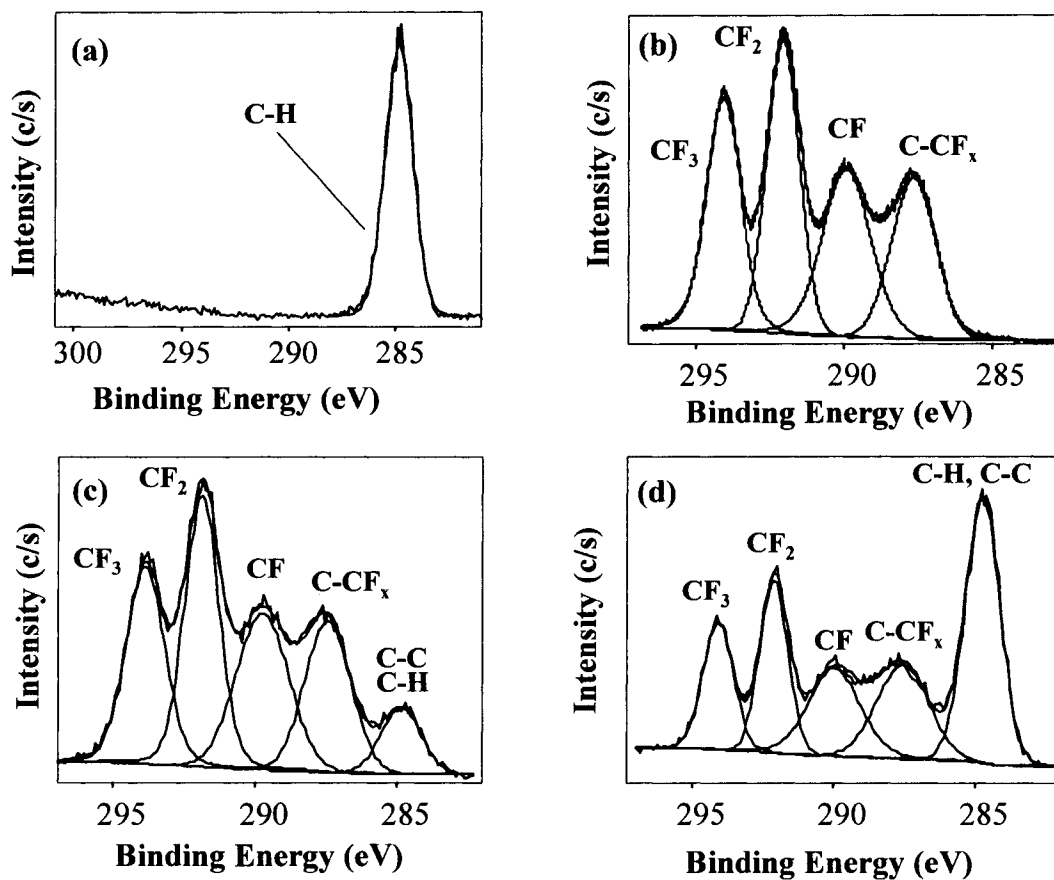 (a)
C-H
Intensity (c/s)
300 295 290 285
Binding Energy (eV)
(b)
CF2
CF3
CF
C-CFx
Intensity (c/s)
295 290 285
Binding Energy (eV)
(c)
CF2
CF3
CF
C-CFx
C-C
C-H
Intensity (c/s)
295 290 285
Binding Energy (eV)
(d)
C-H, C-C
CF2
CF3
CF
C-CFx
Intensity (c/s)
295 290 285
Binding Energy (eV)